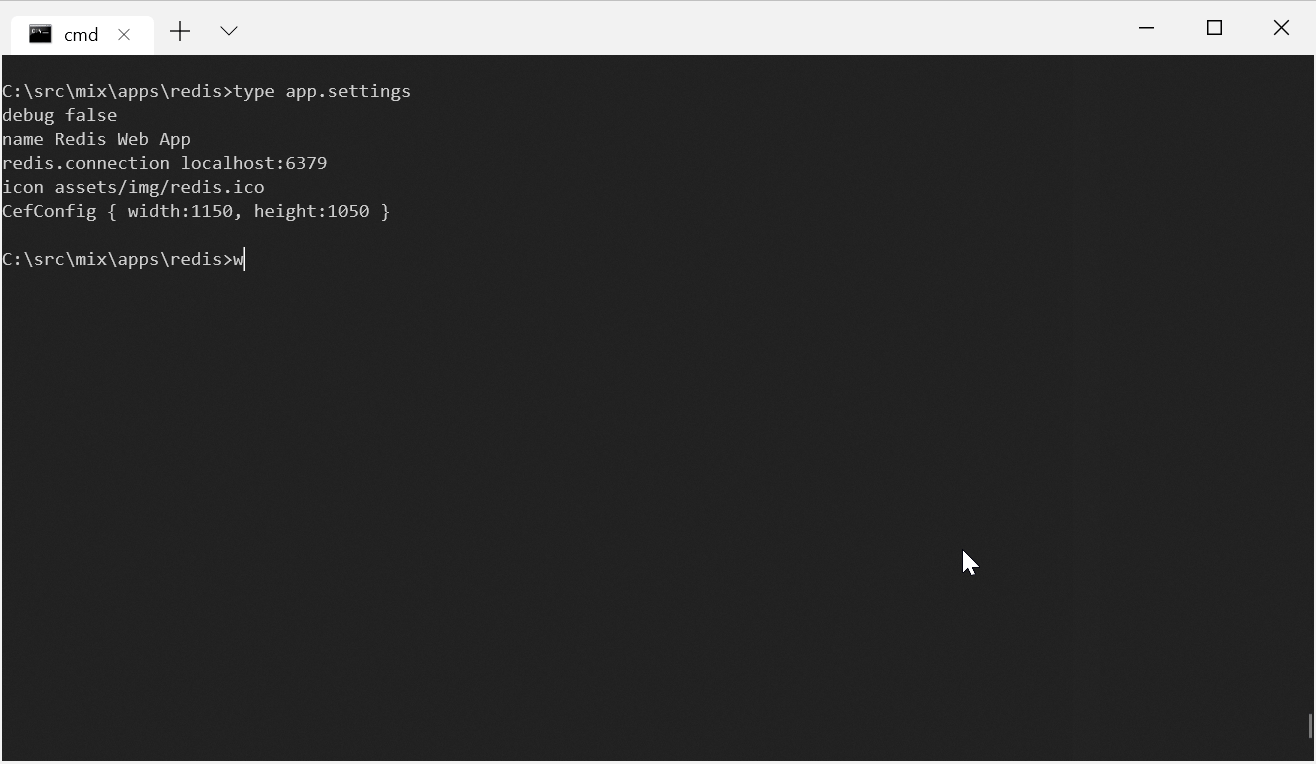 cmd
C:\src\mix\apps\redis>type app.settings
debug false
name Redis Web App
redis.connection localhost:6379
icon assets/img/redis.ico
CefConfig { width:1150, height:1050 }
C:\src\mix\apps\redis>w